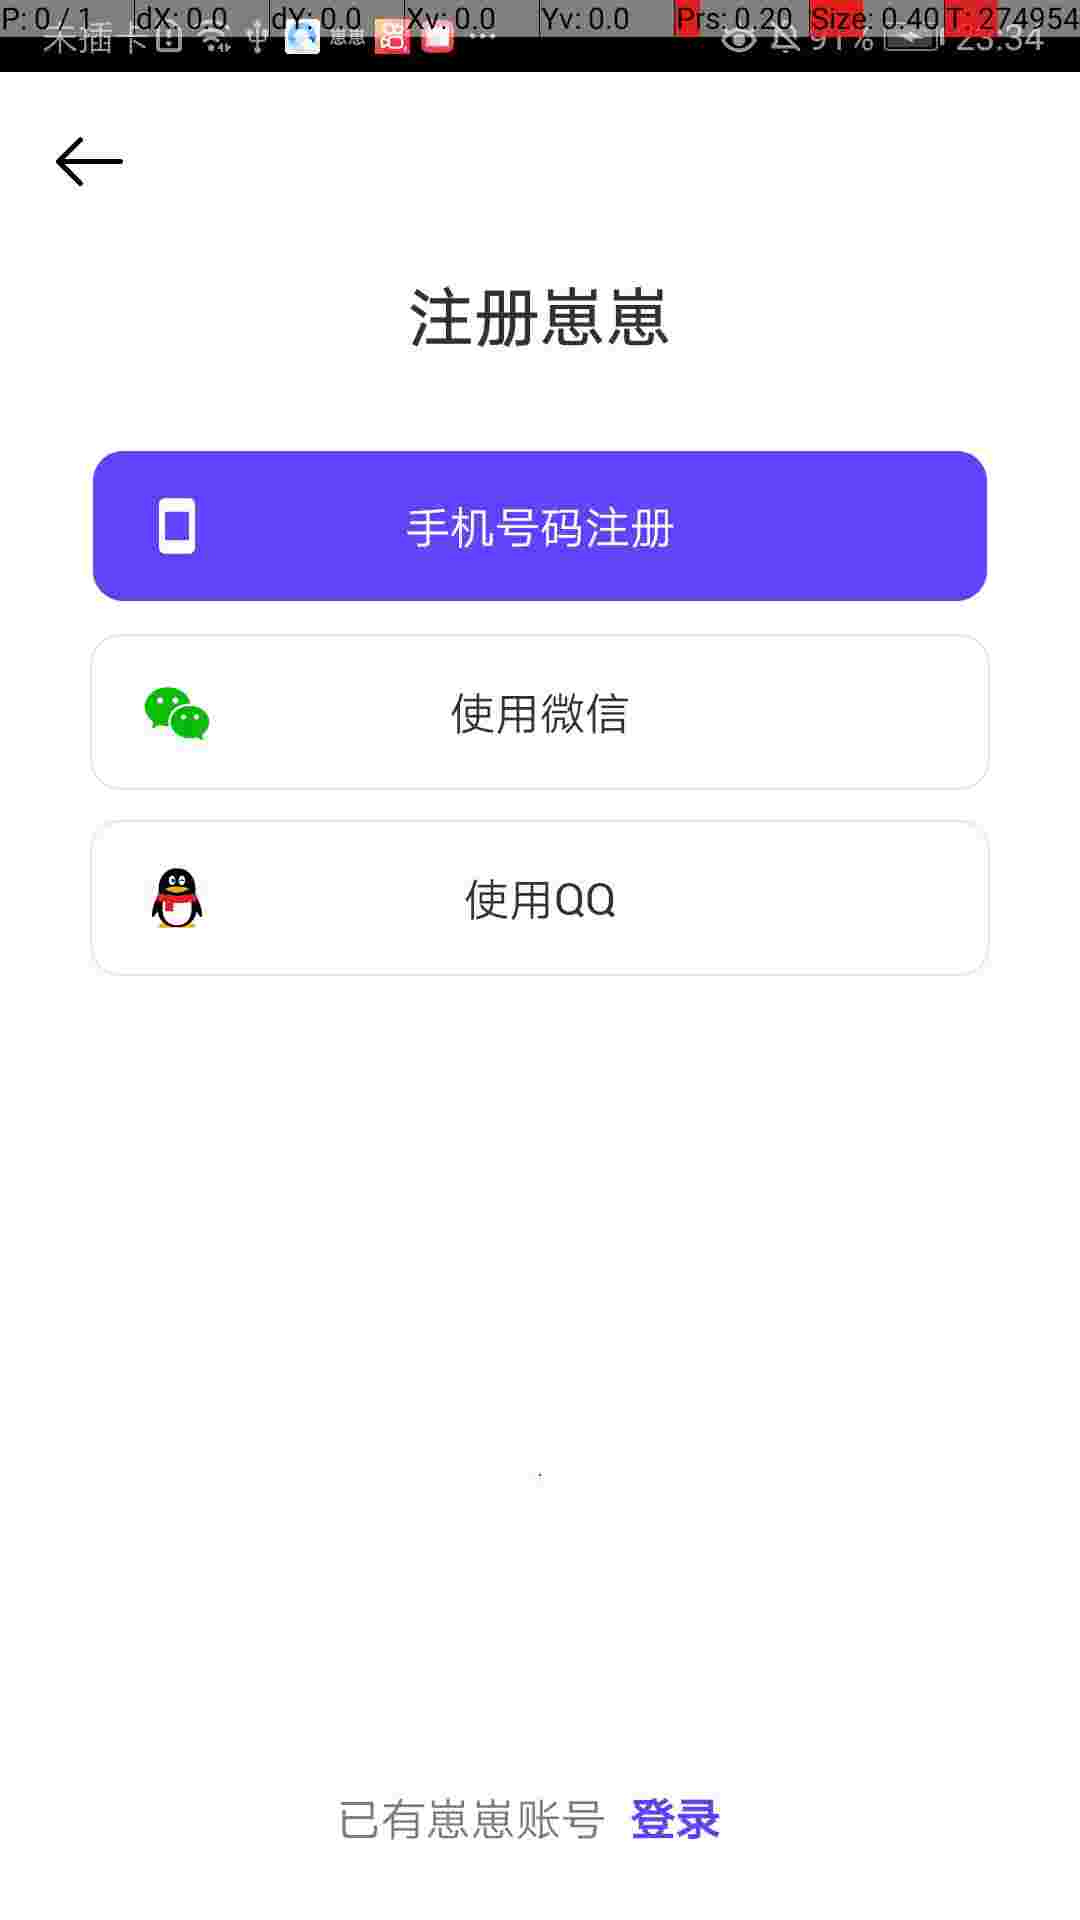 P: 0 / 1 dX: 0.0 dY: 0.0 Xv: 0.0 Yv: 0.0 Prs: 0.20 Size: 0.40 T: 274954
未插卡 崽崽 91% 23:34
注册崽崽
手机号码注册
使用微信
使用QQ
已有崽崽账号 登录